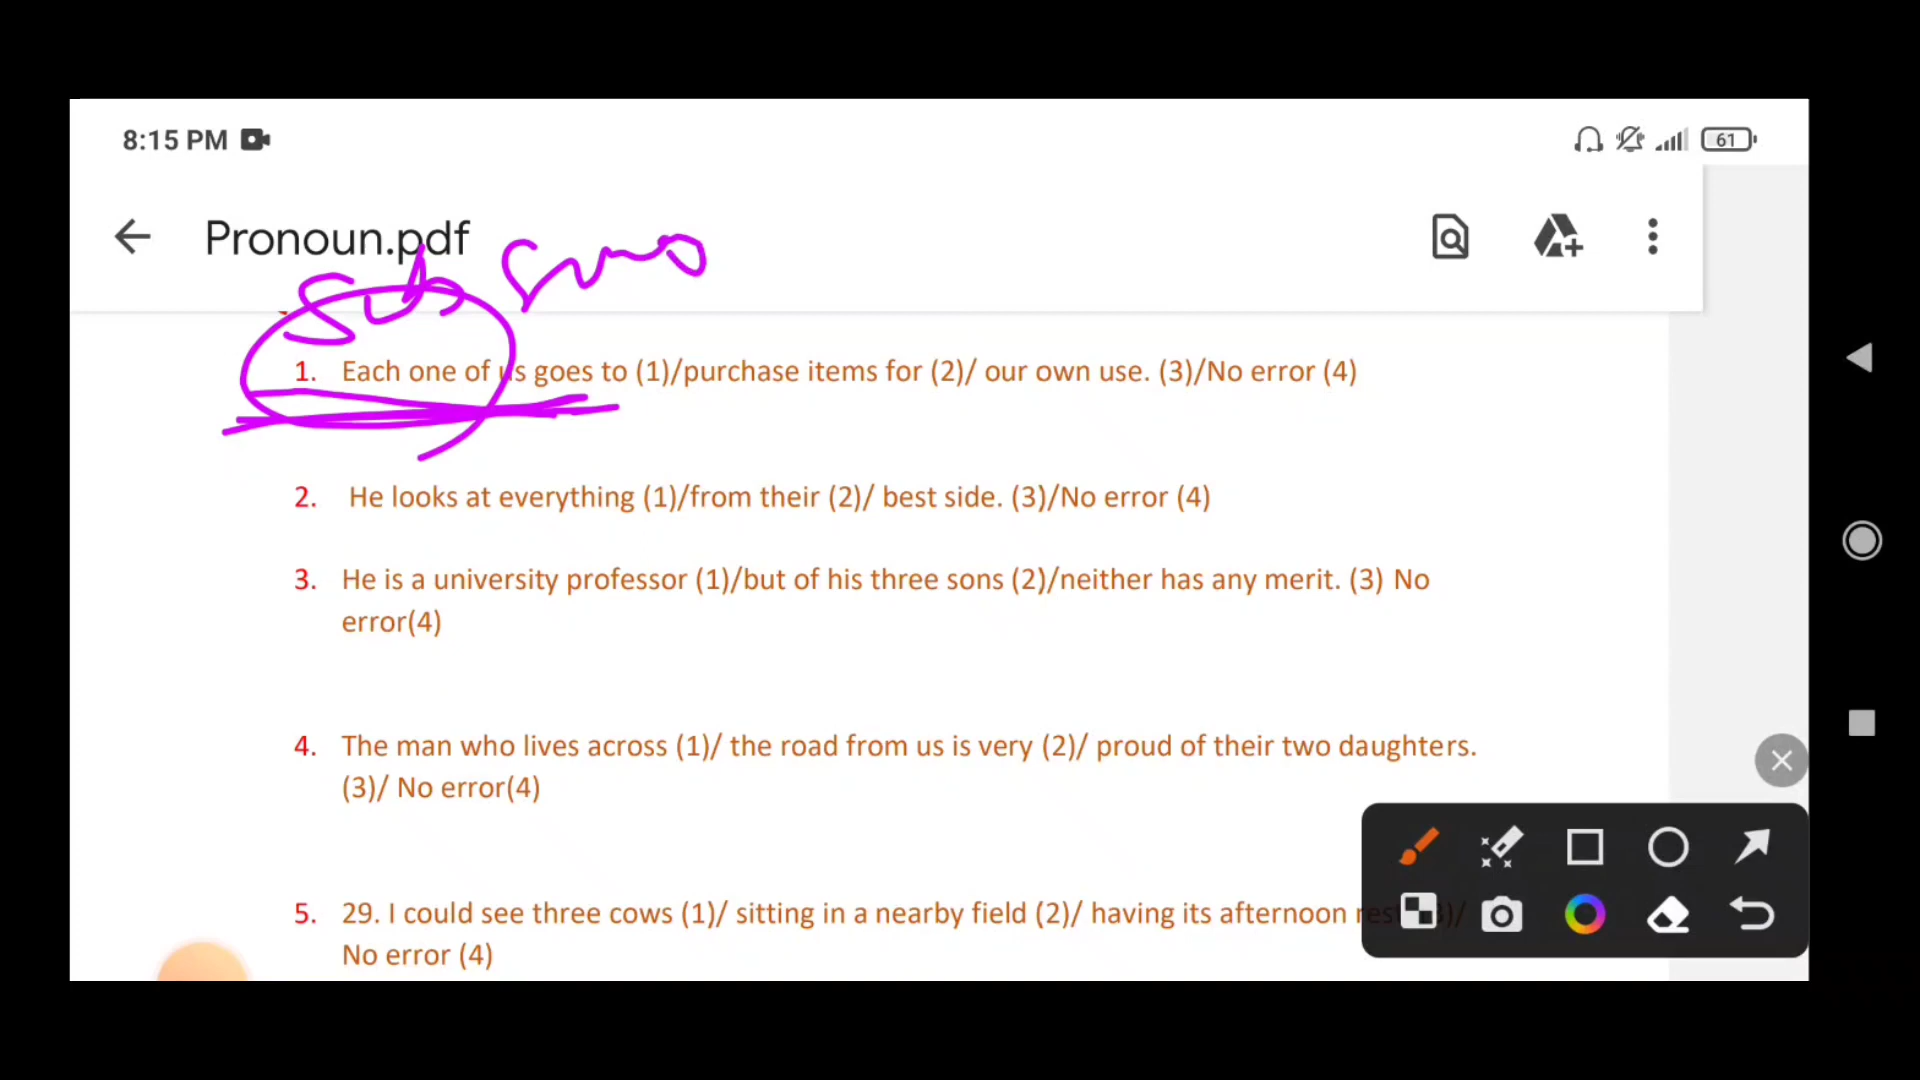 8:15 PM
61
Pronoun.pdf
Sub
1. Each one of us goes to (1)/purchase items for (2)/ our own use. (3)/No error (4)
2. He looks at everything (1)/from their (2)/ best side. (3)/No error (4)
3. He is a university professor (1)/but of his three sons (2)/neither has any merit. (3) No
error(4)
4. The man who lives across (1)/ the road from us is very (2)/ proud of their two daughters.
(3)/ No error(4)
5. 29. I could see three cows (1)/ sitting in a nearby field (2)/ having its afternoon rest
No error (4)